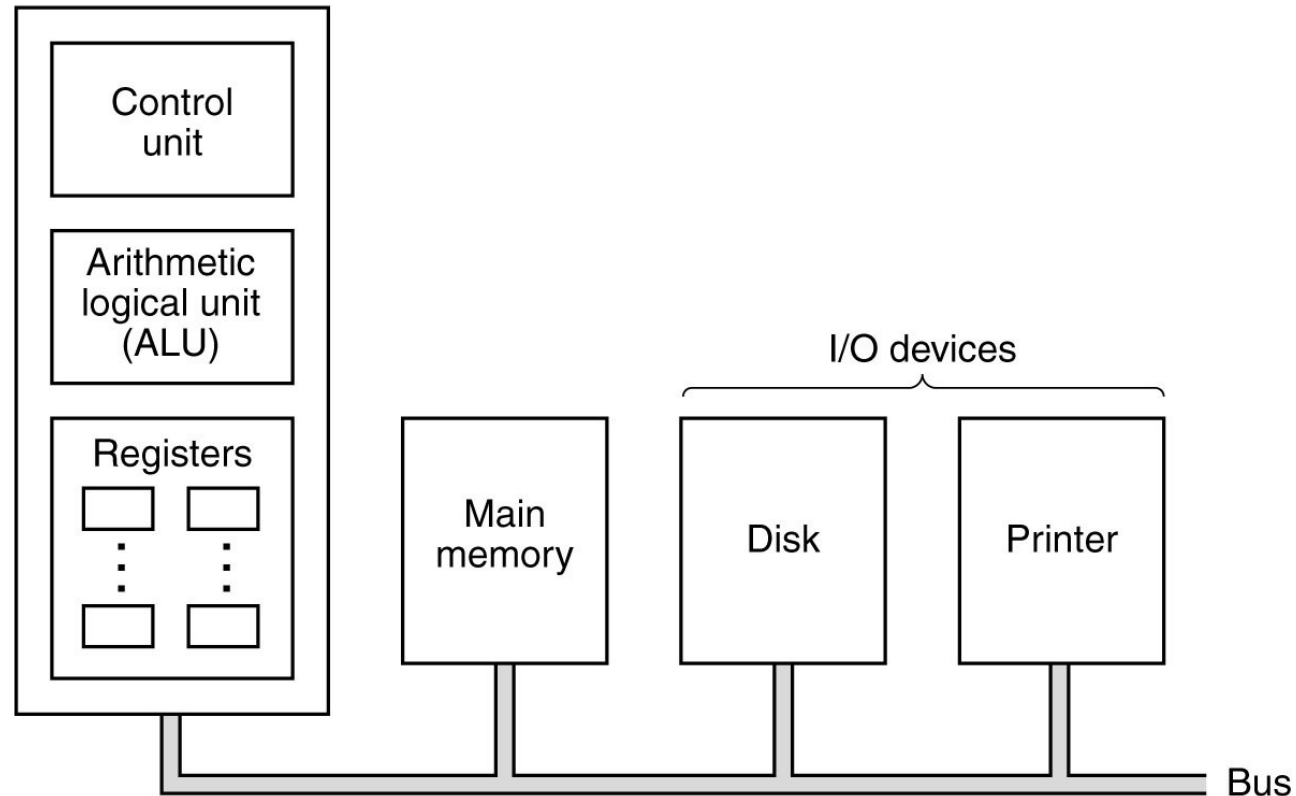 Control
unit
Arithmetic
logical unit
(ALU)
Registers
I/O devices
Main
memory
Disk
Printer
Bus